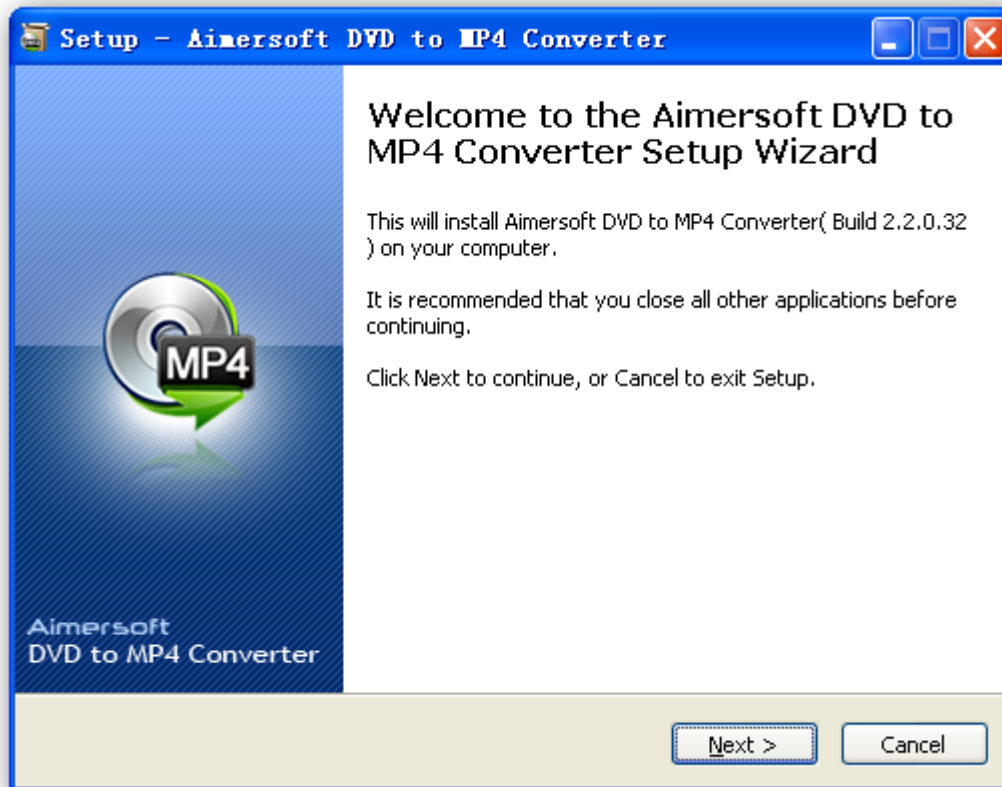 Setup - Aimersoft DVD to MP4 Converter
Welcome to the Aimersoft DVD to
MP4 Converter Setup Wizard
This will install Aimersoft DVD to MP4 Converter( Build 2.2.0.32
) on your computer.
It is recommended that you close all other applications before
continuing.
Click Next to continue, or Cancel to exit Setup.
MP4
Aimersoft
DVD to MP4 Converter
Next >
Cancel